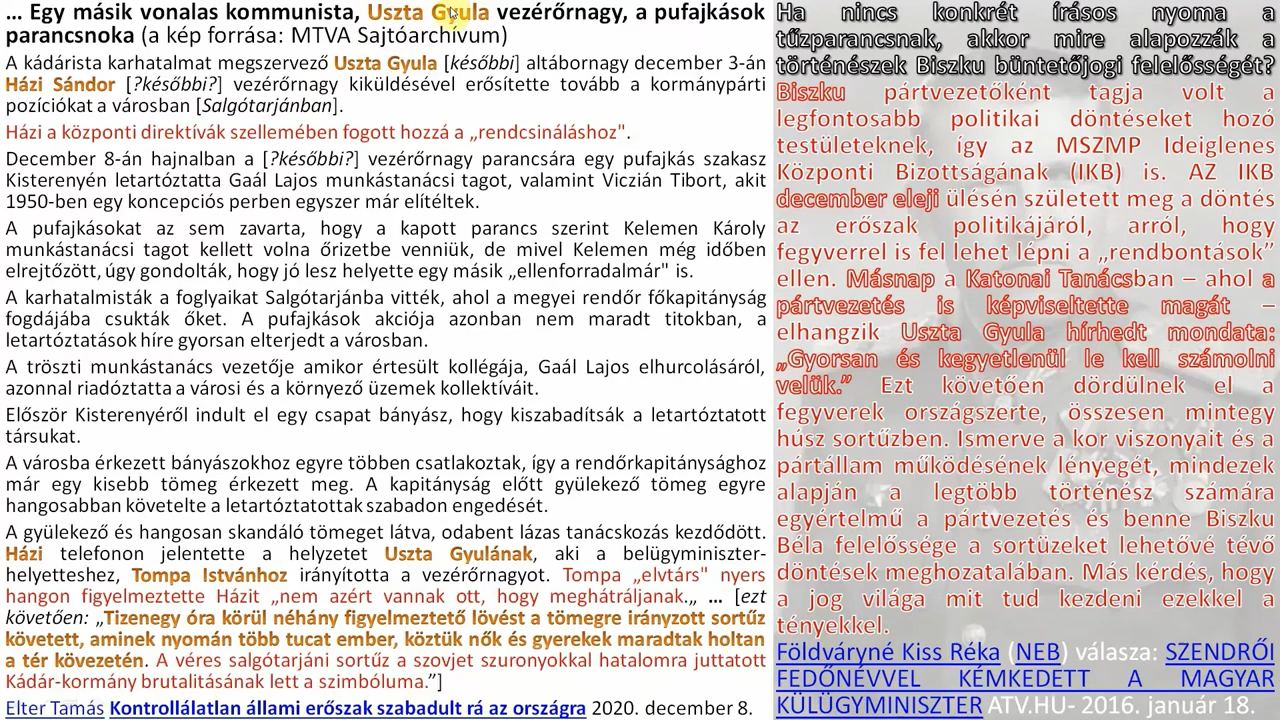 ... Egy másik vonalas kommunista, Uszta Gyula vezérőrnagy, a pufajkások
parancsnoka (a kép forrása: MTVA Sajtóarchívum)
A kádárista karhatalmat megszervező Uszta Gyula [későbbi] altábornagy december 3-án
Házi Sándor [?későbbi?] vezérőrnagy kiküldésével erősítette tovább a kormánypárti
pozíciókat a városban [Salgótarjánban].
Házi a központi direktívák szellemében fogott hozzá a „rendcsináláshoz".
December 8-án hajnalban a [?későbbi?] vezérőrnagy parancsára egy pufajkás szakasz
Kisterenyén letartóztatta Gaál Lajos munkástanácsi tagot, valamint Viczián Tibort, akit
1950-ben egy koncepciós perben egyszer már elítéltek.
A pufajkásokat az sem zavarta, hogy a kapott parancs szerint Kelemen Károly
munkástanácsi tagot kellett volna őrizetbe venniük, de mivel Kelemen még időben
elrejtőzött, úgy gondolták, hogy jó lesz helyette egy másik „ellenforradalmár" is.
A karhatalmisták a foglyaikat Salgótarjánba vitték, ahol a megyei rendőr főkapitányság
fogdájába csukták őket. A pufajkások akciója azonban nem maradt titokban, a
letartóztatások híre gyorsan elterjedt a városban.
A tröszti munkástanács vezetője amikor értesült kollégája, Gaál Lajos elhurcolásáról,
azonnal riadóztatta a városi és a környező üzemek kollektíváit.
Először Kisterenyéről indult el egy csapat bányász, hogy kiszabadítsák a letartóztatott
társukat.
A városba érkezett bányászokhoz egyre többen csatlakoztak, így a rendőrkapitánysághoz
már egy kisebb tömeg érkezett meg. A kapitányság előtt gyülekező tömeg egyre
hangosabban követelte a letartóztatottak szabadon engedését.
A gyülekező és hangosan skandáló tömeget látva, odabent lázas tanácskozás kezdődött.
Házi telefonon jelentette a helyzetet Uszta Gyulának, aki a belügyminiszter-
helyetteshez, Tompa Istvánhoz irányította a vezérőrnagyot. Tompa „elvtárs" nyers
hangon figyelmeztette Házit „nem azért vannak ott, hogy meghátráljanak.„ ... [ezt
követően: „Tizenegy óra körül néhány figyelmeztető lövést a tömegre irányzott sortűz
követett, aminek nyomán több tucat ember, köztük nők és gyerekek maradtak holtan
a tér kövezetén. A véres salgótarjáni sortűz a szovjet szuronyokkal hatalomra juttatott
Kádár-kormány brutalitásának lett a szimbóluma.”]
Elter Tamás Kontrollálatlan állami erőszak szabadult rá az országra 2020. december 8.
Ha nincs konkrét írásos nyoma a
tűzparancsnak, akkor mire alapozzák a
történészek Biszku büntetőjogi felelősségét?
Biszku pártvezetőként tagja volt a
legfontosabb politikai döntéseket hozó
testületeknek, így az MSZMP Ideiglenes
Központi Bizottságának (IKB) is. AZ IKB
december eleji ülésén született meg a döntés
az erőszak politikájáról, arról, hogy
fegyverrel is fel lehet lépni a „rendbontások”
ellen. Másnap a Katonai Tanácsban – ahol a
pártvezetés is képviseltette magát –
elhangzik Uszta Gyula hírhedt mondata:
„Gyorsan és kegyetlenül le kell számolni
velük.” Ezt követően dördülnek el a
fegyverek országszerte, összesen mintegy
húsz sortűzben. Ismerve a kor viszonyait és a
pártállam működésének lényegét, mindezek
alapján a legtöbb történész számára
egyértelmű a pártvezetés és benne Biszku
Béla felelőssége a sortüzeket lehetővé tévő
döntések meghozatalában. Más kérdés, hogy
a jog világa mit tud kezdeni ezekkel a
tényekkel.
Földváryné Kiss Réka (NEB) válasza: SZENDRŐI
FEDŐNÉVVEL KÉMKEDETT A MAGYAR
KÜLÜGYMINISZTER ATV.HU- 2016. január 18.